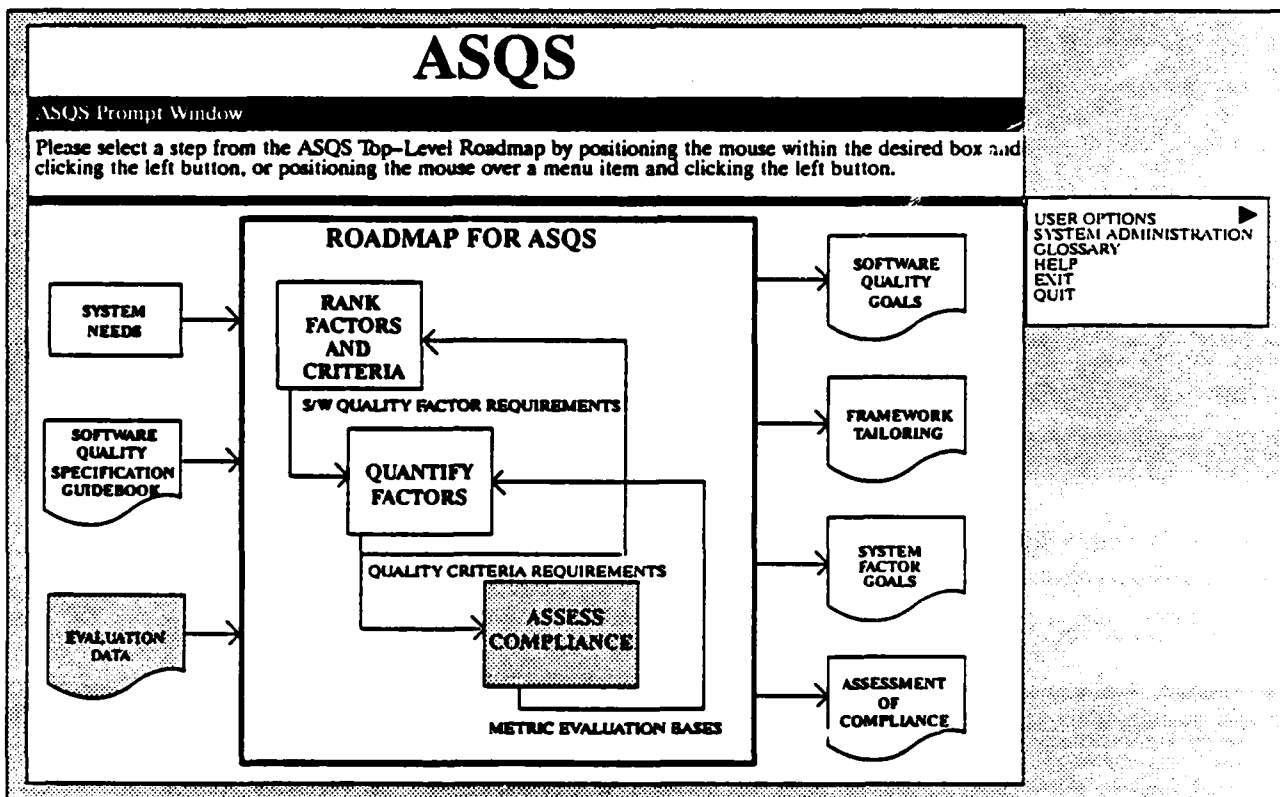 ASQS
ASQS Prompt Window
Please select a step from the ASQS Top-Level Roadmap by positioning the mouse within the desired box and
clicking the left button, or positioning the mouse over a menu item and clicking the left button.
USER OPTIONS
SYSTEM ADMINISTRATION
GLOSSARY
HELP
EXIT
QUIT
ROADMAP FOR ASQS
SYSTEM
NEEDS
SOFTWARE
QUALITY
SPECIFICATION
GUIDEBOOK
EVALUATION
DATA
RANK
FACTORS
AND
CRITERIA
S/W QUALITY FACTOR REQUIREMENTS
QUANTIFY
FACTORS
QUALITY CRITERIA REQUIREMENTS
ASSESS
COMPLIANCE
METRIC EVALUATION BASES
SOFTWARE
QUALITY
GOALS
FRAMEWORK
TAILORING
SYSTEM
FACTOR
GOALS
ASSESSMENT
OF
COMPLIANCE